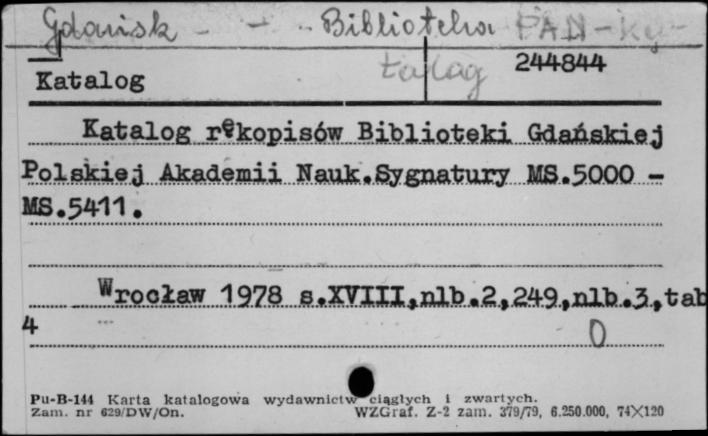 Gdańsk - - - Biblioteka PAN - Ka-
talog 244844
Katalog
Katalog rękopisów Biblioteki Gdańskiej
Polskiej Akademii Nauk.Sygnatury MS.5000 -
MS.5411.
Wrocław 1978 s.XVIII,nlb.2,249,nlb.3,tab
4
0
Pu-B-144 Karta katalogowa wydawnictw ciągłych i zwartych.
Zam. nr 629/DW/On. WZGraf. Z-2 zam. 379/79, 6.250.000, 74X120